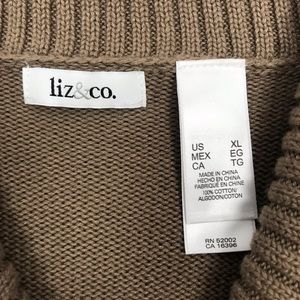 liz&co.
US XL
MEX EG
CA TG
MADE IN CHINA
HECHO EN CHINA
FABRIQUÉ EN CHINE
100% COTTON/
ALGODON/COTON
RN 52002
CA 16396